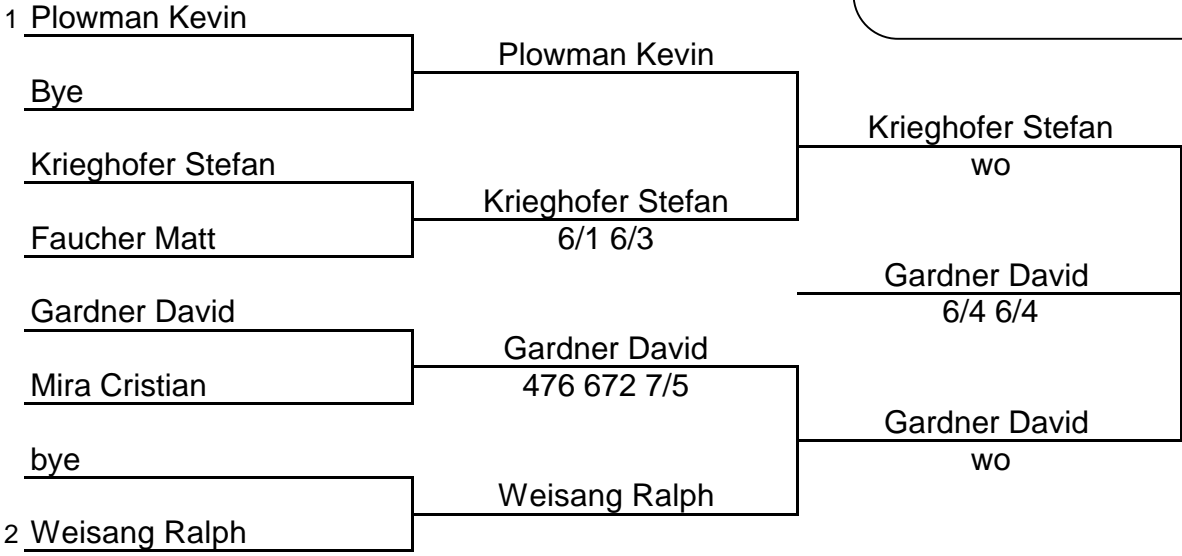 1 Plowman Kevin
Plowman Kevin
Bye
Krieghofer Stefan
wo
Krieghofer Stefan
Krieghofer Stefan
6/1 6/3
Faucher Matt
Gardner David
6/4 6/4
Gardner David
Gardner David
476 672 7/5
Mira Cristian
Gardner David
wo
bye
Weisang Ralph
2 Weisang Ralph